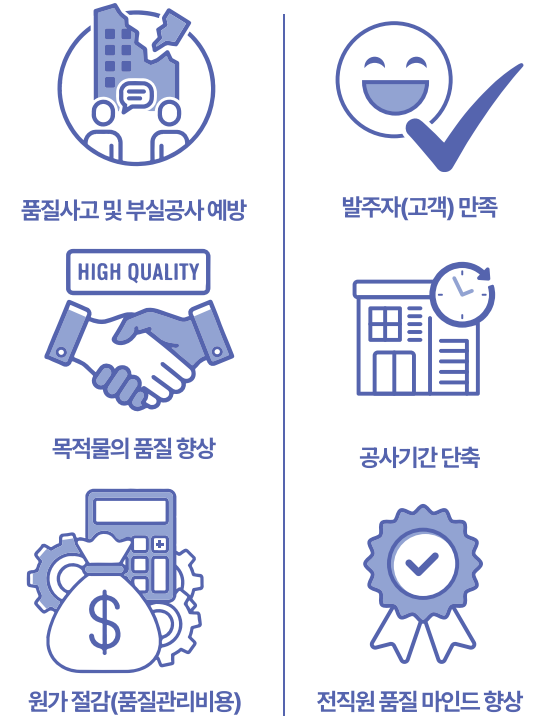 품질사고 및 부실공사 예방
발주자(고객) 만족
HIGH QUALITY
목적물의 품질 향상
공사기간 단축
$
원가 절감(품질관리비용)
전직원 품질 마인드 향상